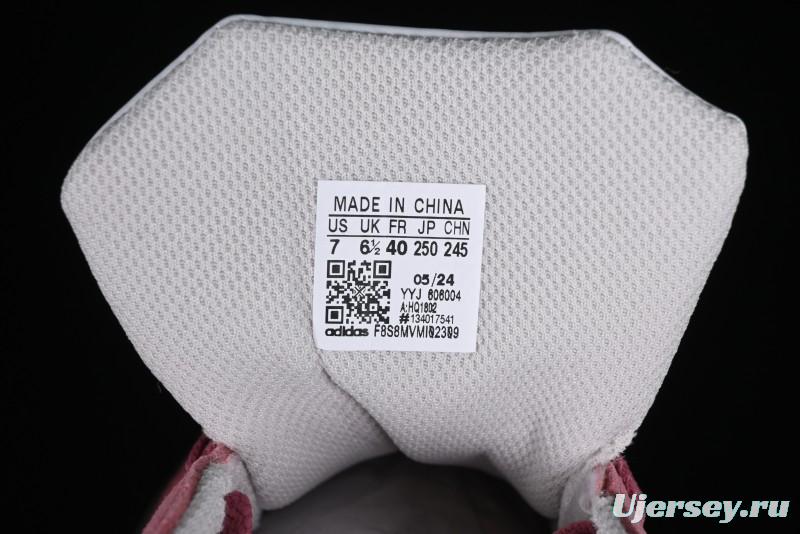 MADE IN CHINA
US UK FR JP CHN
7 6½ 40 250 245
05/24
YYJ 606004
A:HQ1802
#134017541
adidas F8S8MVMI02309
Ujersey.ru